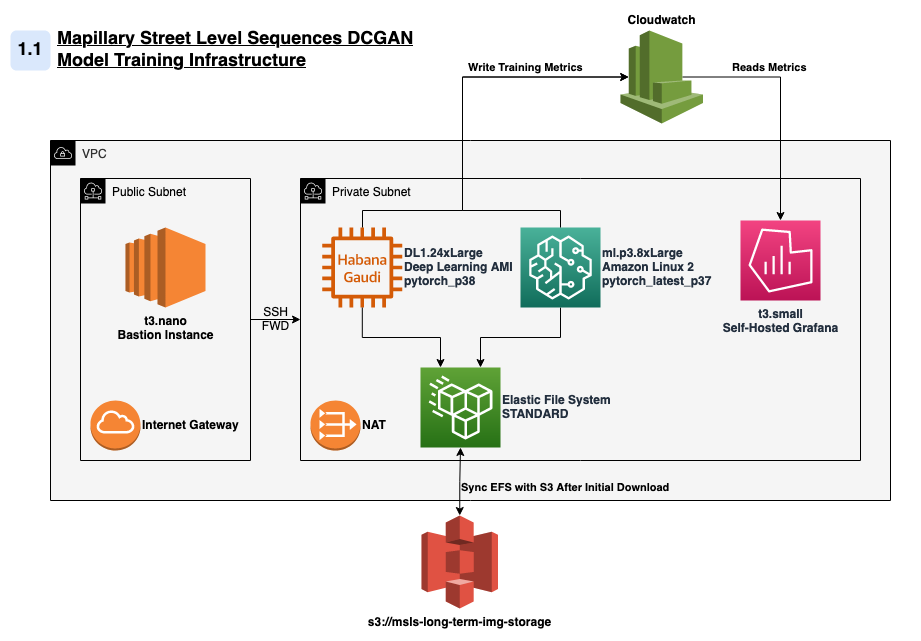 1.1
Mapillary Street Level Sequences DCGAN
Model Training Infrastructure
Cloudwatch
Write Training Metrics
Reads Metrics
VPC
Public Subnet
Private Subnet
Habana
Gaudi
DL1.24xLarge
Deep Learning AMI
pytorch_p38
ml.p3.8xLarge
Amazon Linux 2
pytorch_latest_p37
t3.nano
Bastion Instance
SSH
FWD
t3.small
Self-Hosted Grafana
Elastic File System
STANDARD
Internet Gateway
NAT
Sync EFS with S3 After Initial Download
s3://msls-long-term-img-storage